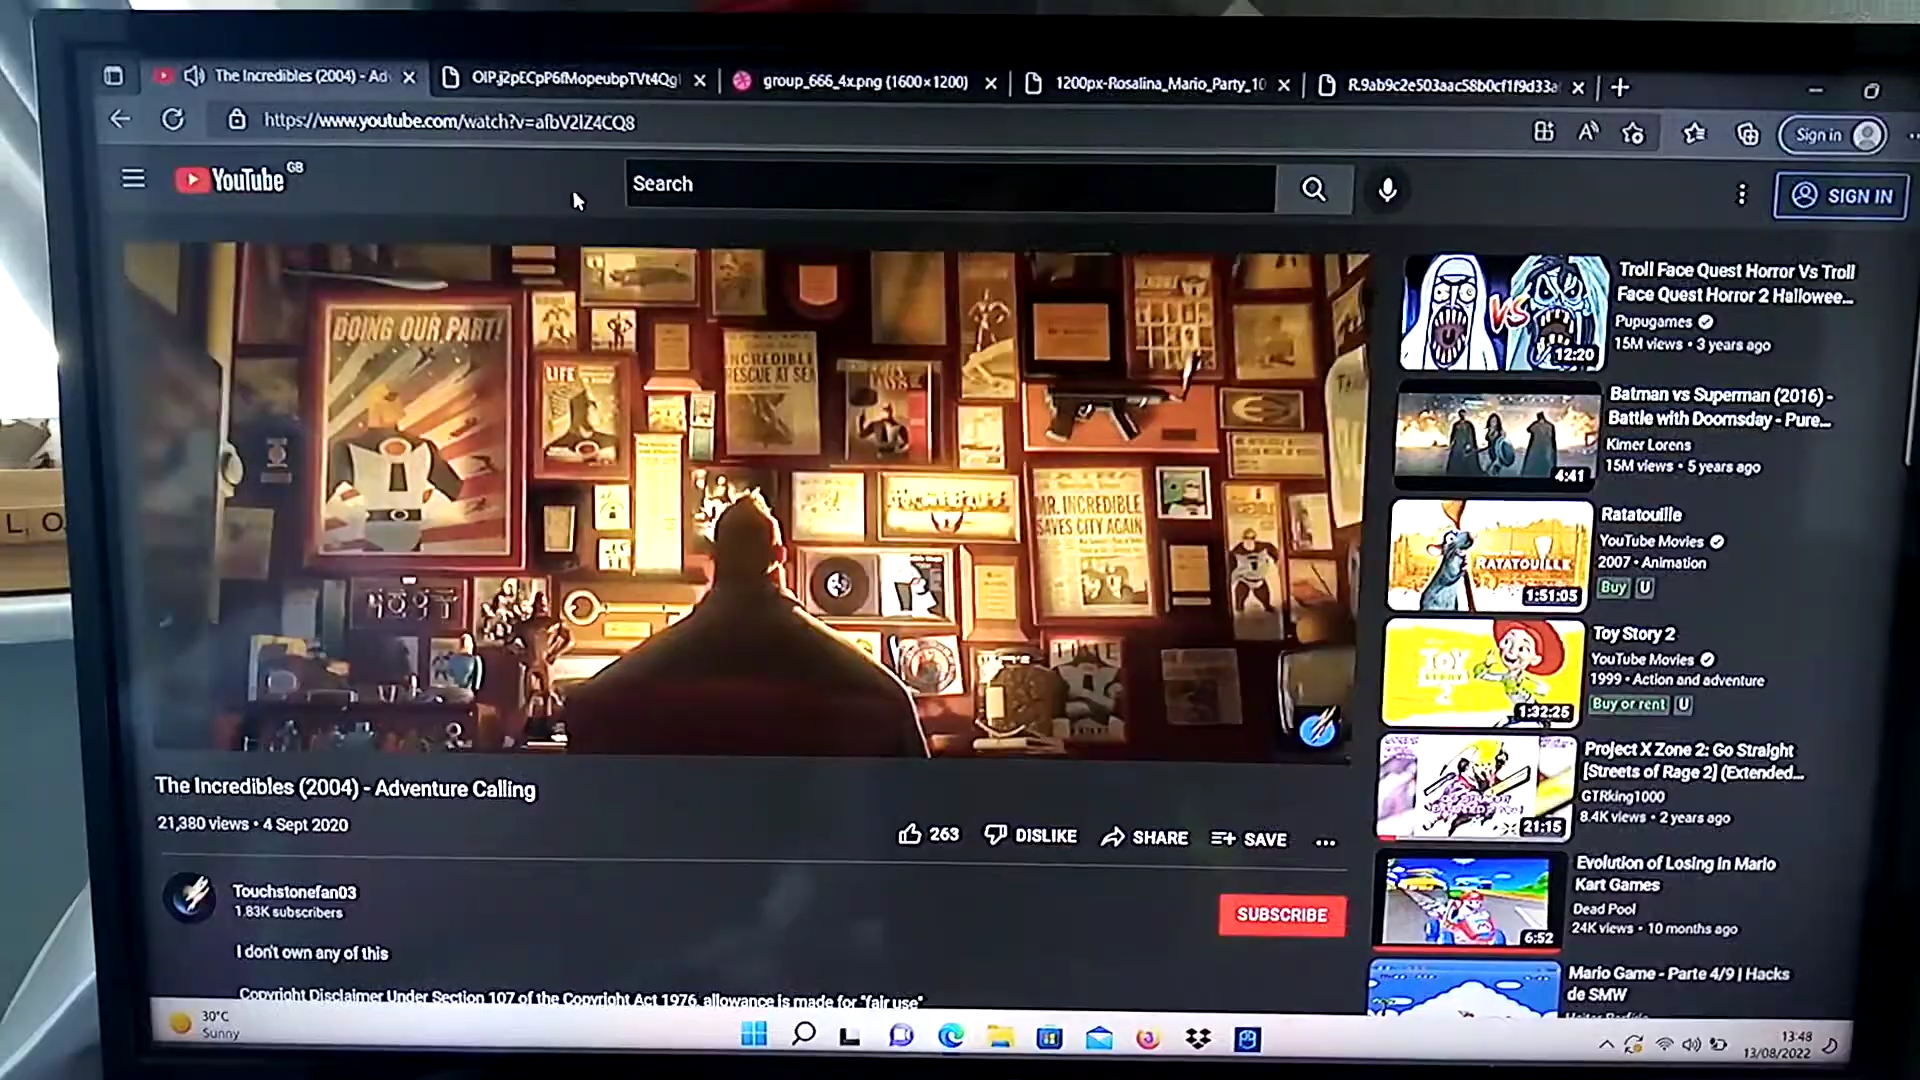 The Incredibles (2004) - Ad
OIP.j2pECpP6fMopeubpTVt4Qg
group_666_4x.png (1600×1200)
1200px-Rosalina_Mario_Party_10
R.9ab9c2e503aac58b0cf1f9d33a
https://www.youtube.com/watch?v=afbV2lZ4CQ8
Sign in
YouTube GB
Search
SIGN IN
DOING OUR PART!
LIFE
INCREDIBLE
RESCUE AT SEA
MR. INCREDIBLE
SAVES CITY AGAIN
TIME
L, O
The Incredibles (2004) - Adventure Calling
21,380 views • 4 Sept 2020
263
DISLIKE
SHARE
SAVE
Touchstonefan03
1.83K subscribers
SUBSCRIBE
I don't own any of this
Copyright Disclaimer Under Section 107 of the Copyright Act 1976, allowance is made for "fair use"
VS
12:20
Troll Face Quest Horror Vs Troll
Face Quest Horror 2 Hallowee...
Pupugames
15M views • 3 years ago
4:41
Batman vs Superman (2016) -
Battle with Doomsday - Pure...
Kimer Lorens
15M views • 5 years ago
RATATOUILLE
1:51:05
Ratatouille
YouTube Movies
2007 • Animation
Buy U
TOY STORY 2
1:32:25
Toy Story 2
YouTube Movies
1999 • Action and adventure
Buy or rent U
21:15
Project X Zone 2: Go Straight
[Streets of Rage 2] (Extended...
GTRking1000
8.4K views • 2 years ago
6:52
Evolution of Losing in Mario
Kart Games
Dead Pool
24K views • 10 months ago
Mario Game - Parte 4/9 | Hacks
de SMW
30°C
Sunny
13:48
13/08/2022